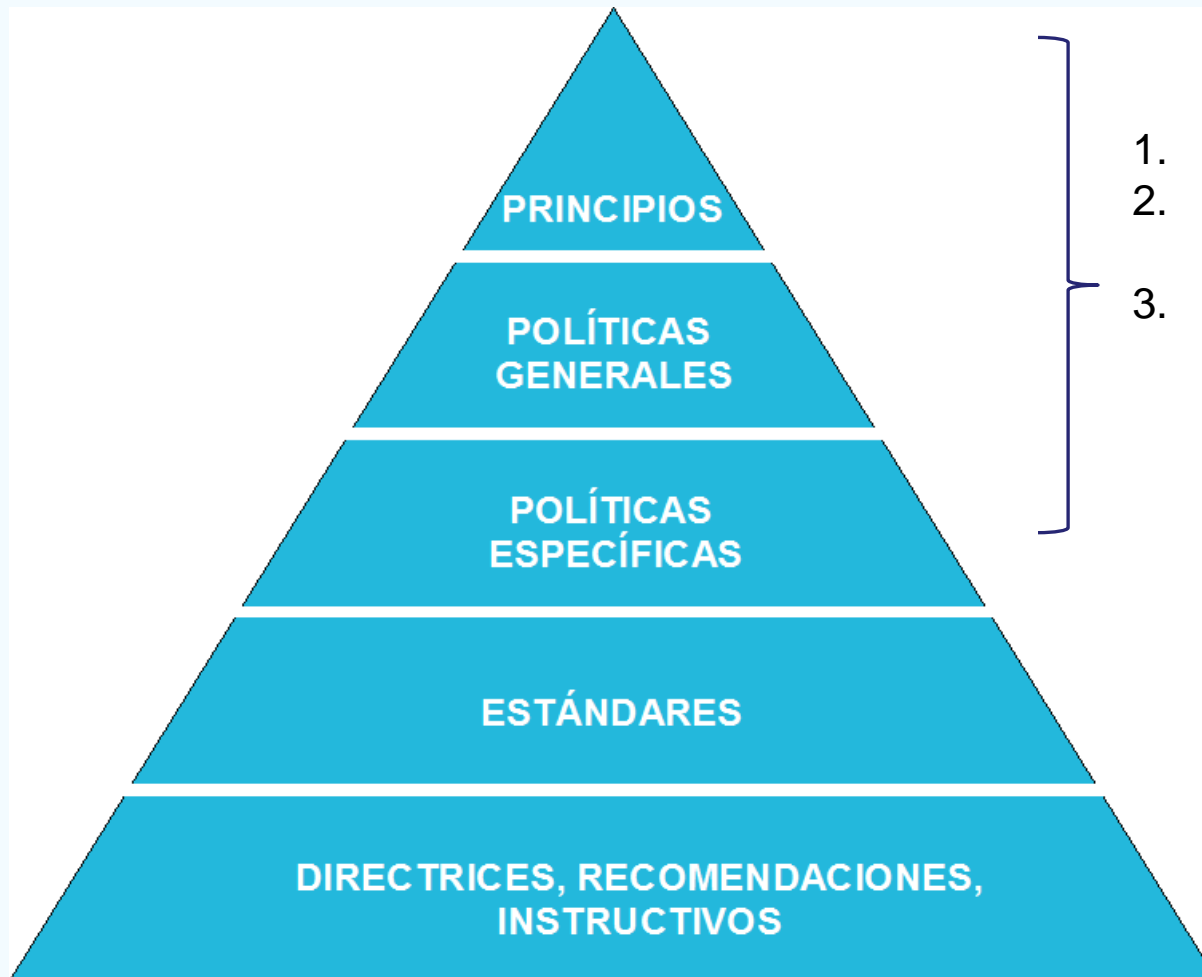 PRINCIPIOS
POLÍTICAS
GENERALES
POLÍTICAS
ESPECÍFICAS
ESTÁNDARES
DIRECTRICES, RECOMENDACIONES,
INSTRUCTIVOS
1.
2.
3.